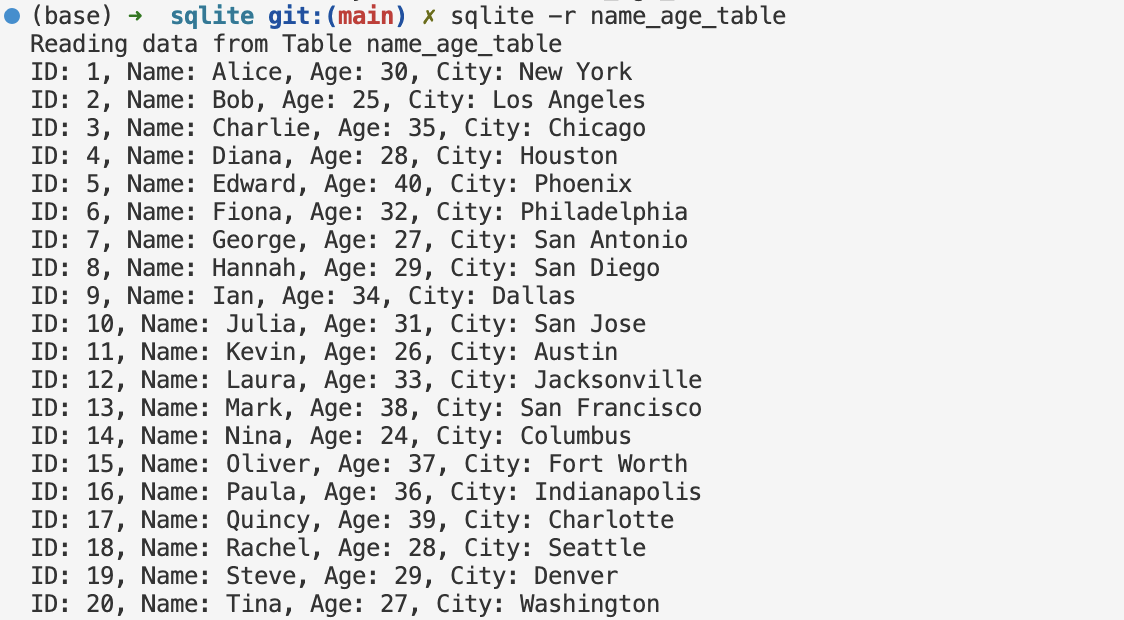 (base) ➜ sqlite git:(main) ✗ sqlite -r name_age_table
Reading data from Table name_age_table
ID: 1, Name: Alice, Age: 30, City: New York
ID: 2, Name: Bob, Age: 25, City: Los Angeles
ID: 3, Name: Charlie, Age: 35, City: Chicago
ID: 4, Name: Diana, Age: 28, City: Houston
ID: 5, Name: Edward, Age: 40, City: Phoenix
ID: 6, Name: Fiona, Age: 32, City: Philadelphia
ID: 7, Name: George, Age: 27, City: San Antonio
ID: 8, Name: Hannah, Age: 29, City: San Diego
ID: 9, Name: Ian, Age: 34, City: Dallas
ID: 10, Name: Julia, Age: 31, City: San Jose
ID: 11, Name: Kevin, Age: 26, City: Austin
ID: 12, Name: Laura, Age: 33, City: Jacksonville
ID: 13, Name: Mark, Age: 38, City: San Francisco
ID: 14, Name: Nina, Age: 24, City: Columbus
ID: 15, Name: Oliver, Age: 37, City: Fort Worth
ID: 16, Name: Paula, Age: 36, City: Indianapolis
ID: 17, Name: Quincy, Age: 39, City: Charlotte
ID: 18, Name: Rachel, Age: 28, City: Seattle
ID: 19, Name: Steve, Age: 29, City: Denver
ID: 20, Name: Tina, Age: 27, City: Washington